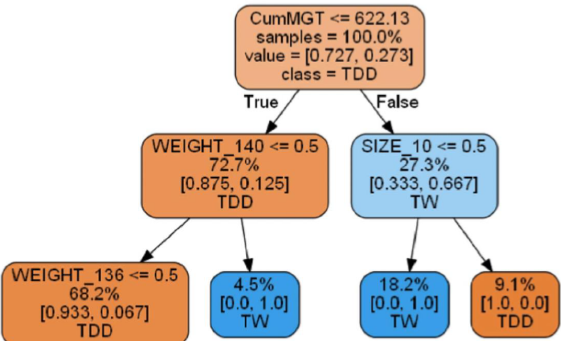 CumMGT <= 622.13
samples = 100.0%
value = [0.727, 0.273]
class = TDD
True
False
WEIGHT_140 <= 0.5
72.7%
[0.875, 0.125]
TDD
SIZE_10 <= 0.5
27.3%
[0.333, 0.667]
TW
WEIGHT_136 <= 0.5
68.2%
[0.933, 0.067]
TDD
4.5%
[0.0, 1.0]
TW
18.2%
[0.0, 1.0]
TW
9.1%
[1.0, 0.0]
TDD